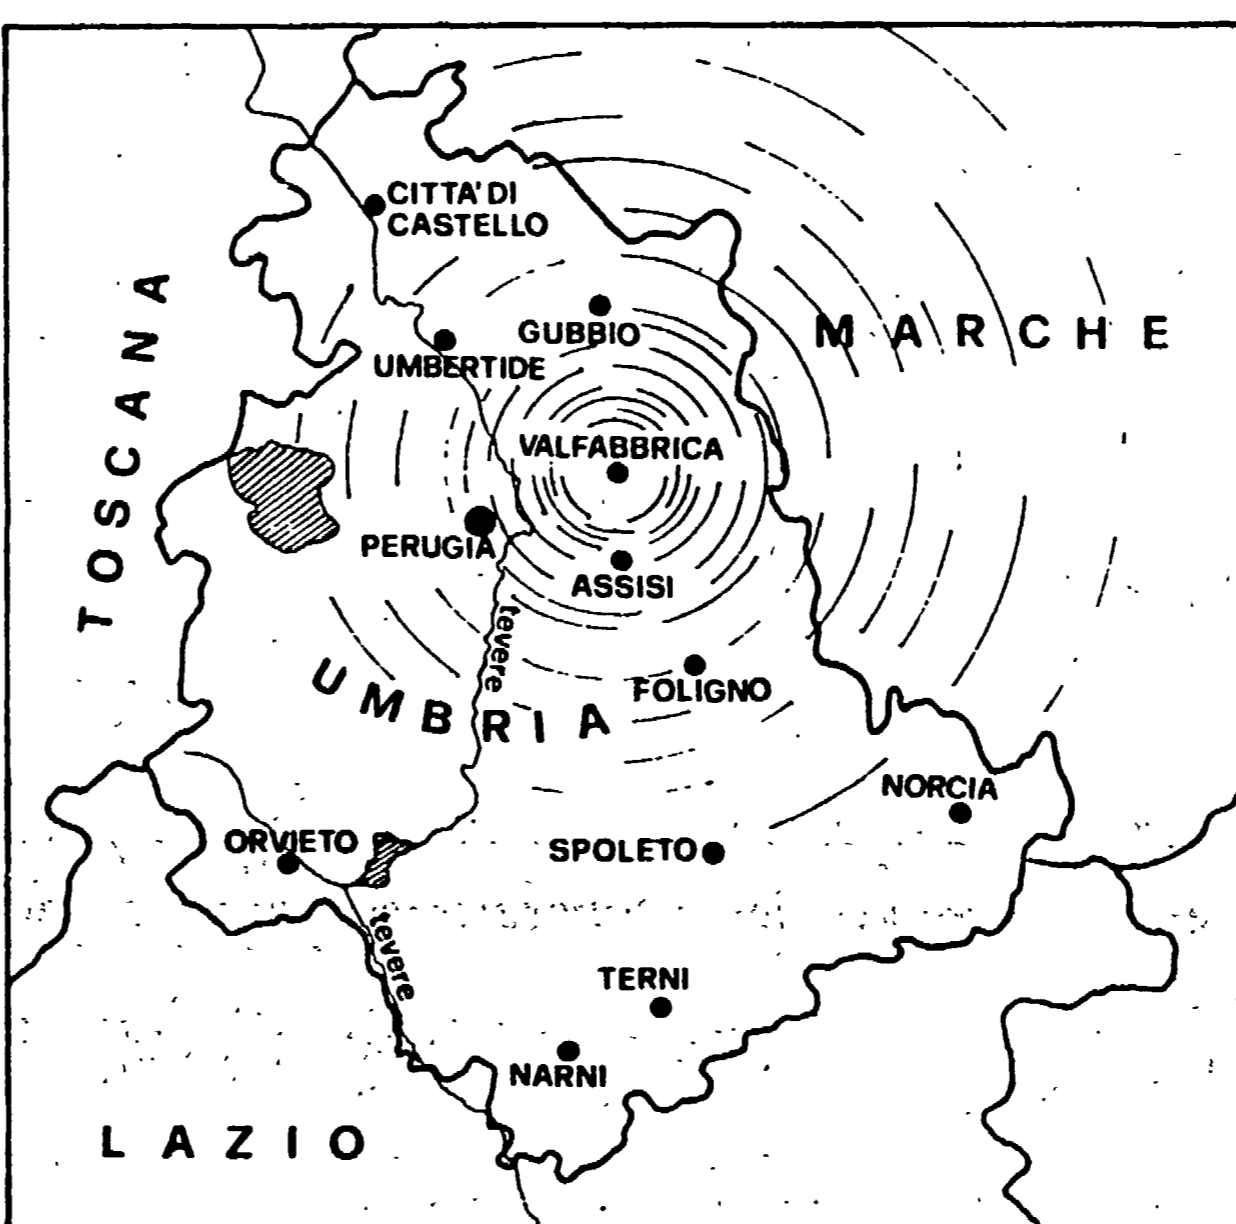 CITTA' DI
CASTELLO
TOSCANA
GUBBIO
MARCHE
UMBERTIDE
VALFABBRICA
PERUGIA
ASSISI
tevere
UMBRIA
FOLIGNO
NORCIA
ORVIETO
SPOLETO
tevere
TERNI
NARNI
LAZIO